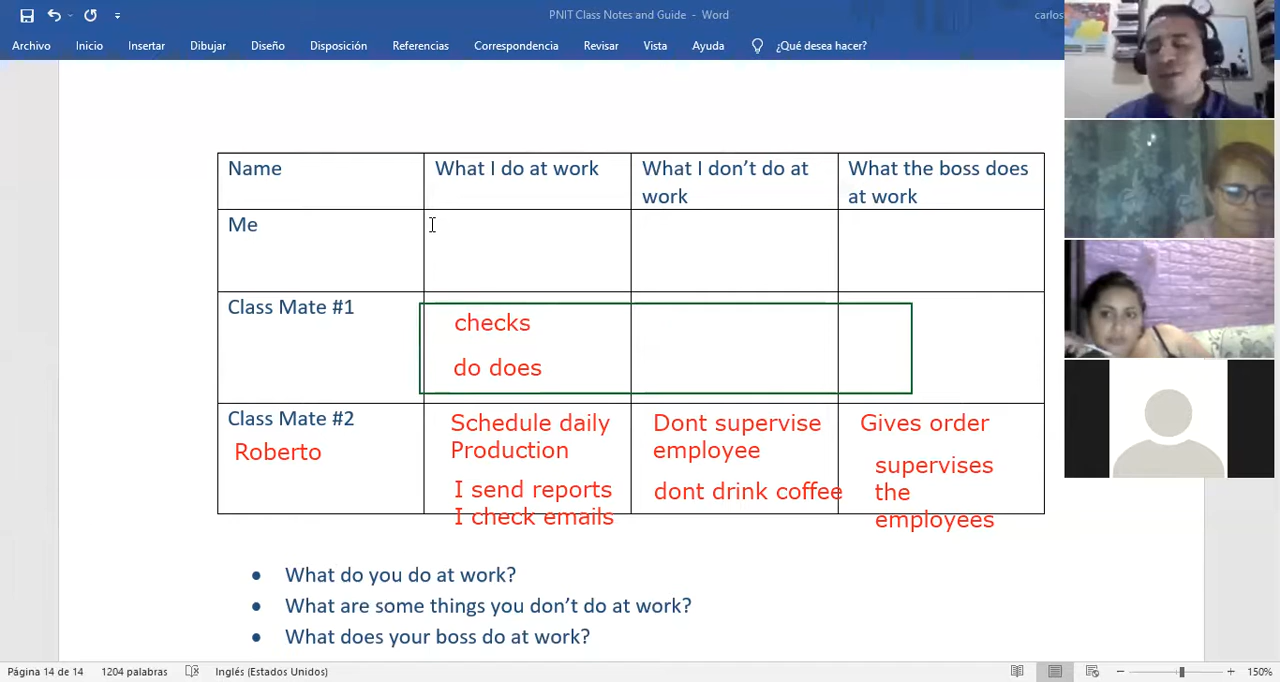 PNIT Class Notes and Guide - Word
carlos
Archivo Inicio Insertar Dibujar Diseño Disposición Referencias Correspondencia Revisar Vista Ayuda ¿Qué desea hacer?
Name What I do at work What I don't do at work What the boss does at work
Me
Class Mate #1
checks
do does
Class Mate #2
Roberto
Schedule daily
Production
I send reports
I check emails
Dont supervise
employee
dont drink coffee
Gives order
supervises
the
employees
• What do you do at work?
• What are some things you don't do at work?
• What does your boss do at work?
Página 14 de 14 1204 palabras Inglés (Estados Unidos) 150%